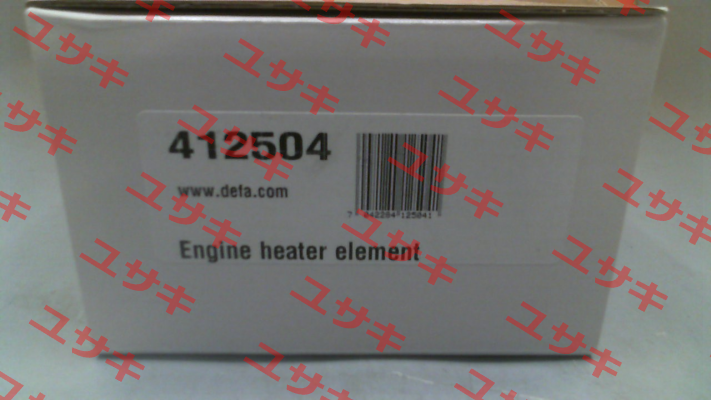 412504
www.defa.com
Engine heater element
ユサキ